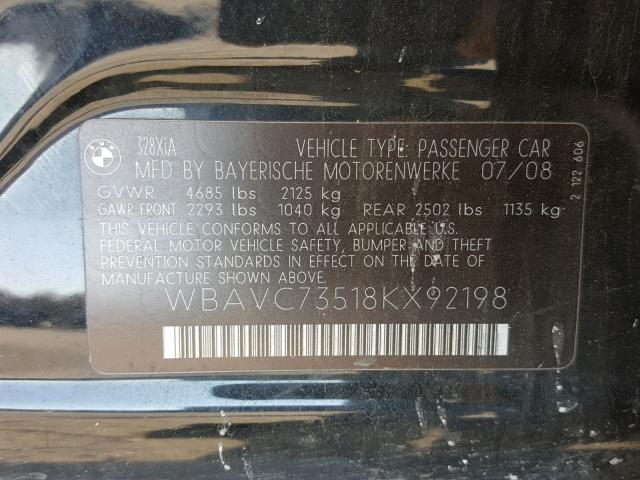 BMW
328XiA VEHICLE TYPE: PASSENGER CAR
MFD BY BAYERISCHE MOTORENWERKE 07/08
GVWR 4685 lbs 2125 kg
GAWR FRONT 2293 lbs 1040 kg REAR 2502 lbs 1135 kg
THIS VEHICLE CONFORMS TO ALL APPLICABLE U.S.
FEDERAL MOTOR VEHICLE SAFETY, BUMPER AND THEFT
PREVENTION STANDARDS IN EFFECT ON THE DATE OF
MANUFACTURE SHOWN ABOVE.
WBAVC73518KX92198
2 122 606